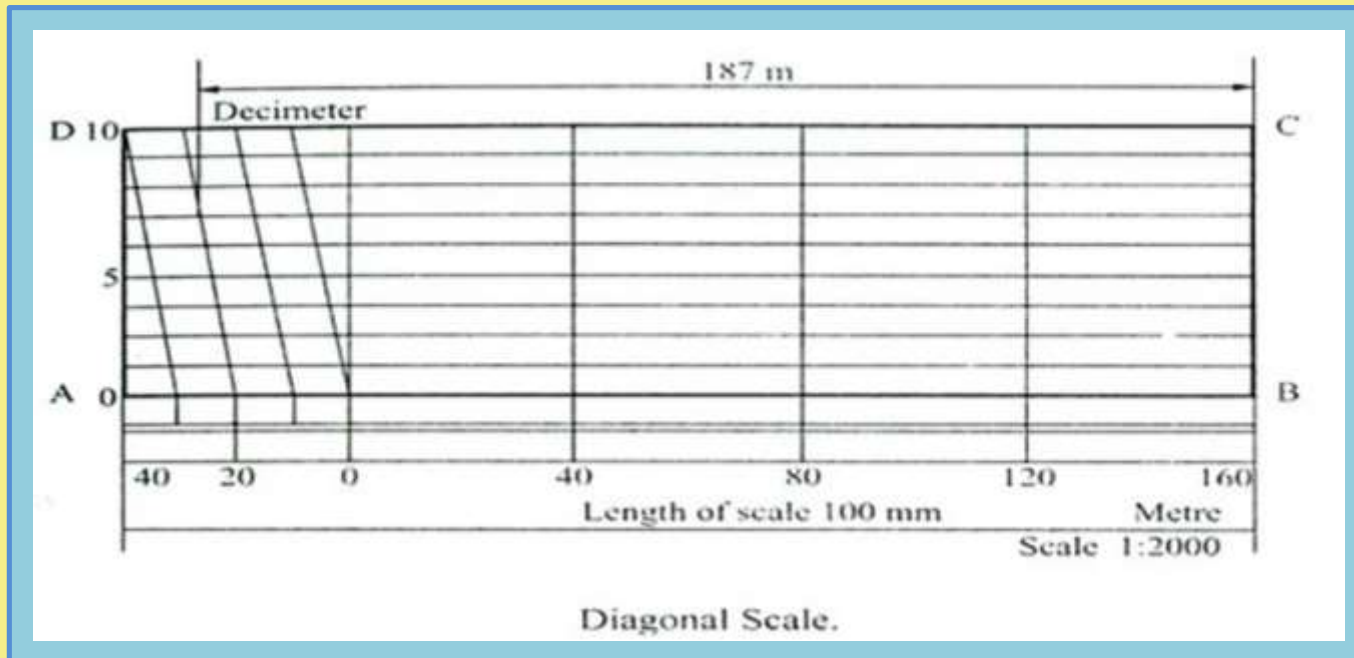 187 m
Decimeter
D 10 C
5
A 0 B
40 20 0 40 80 120 160
Length of scale 100 mm Metre
Scale 1:2000
Diagonal Scale.